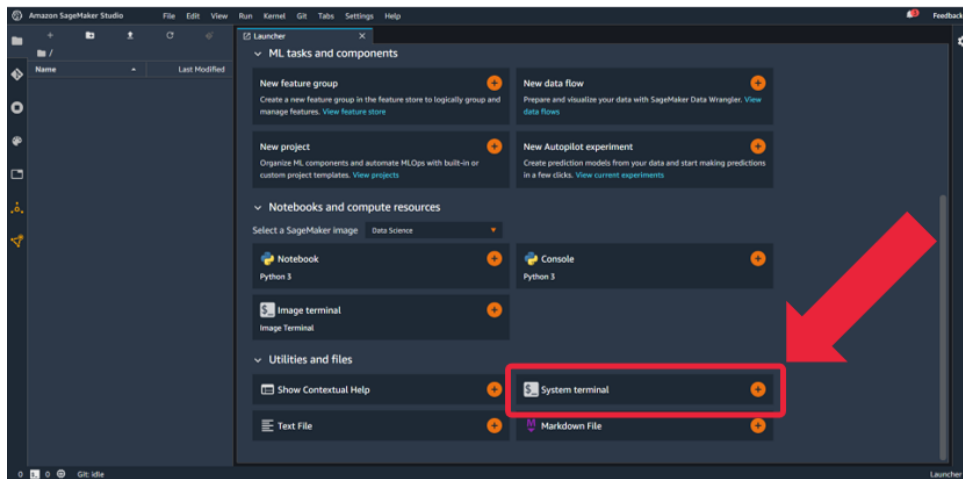 Amazon SageMaker Studio File Edit View Run Kernel Git Tabs Settings Help Feedback
Launcher
/
Name Last Modified
ML tasks and components
New feature group
Create a new feature group in the feature store to logically group and
manage features. View feature store
New data flow
Prepare and visualize your data with SageMaker Data Wrangler. View
data flows
New project
Organize ML components and automate MLOps with built-in or
custom project templates. View projects
New Autopilot experiment
Create prediction models from your data and start making predictions
in a few clicks. View current experiments
Notebooks and compute resources
Select a SageMaker image Data Science
Notebook
Python 3
Console
Python 3
$_ Image terminal
Image Terminal
Utilities and files
Show Contextual Help
$_ System terminal
Text File
Markdown File
0 $_ 0 Git: idle Launcher